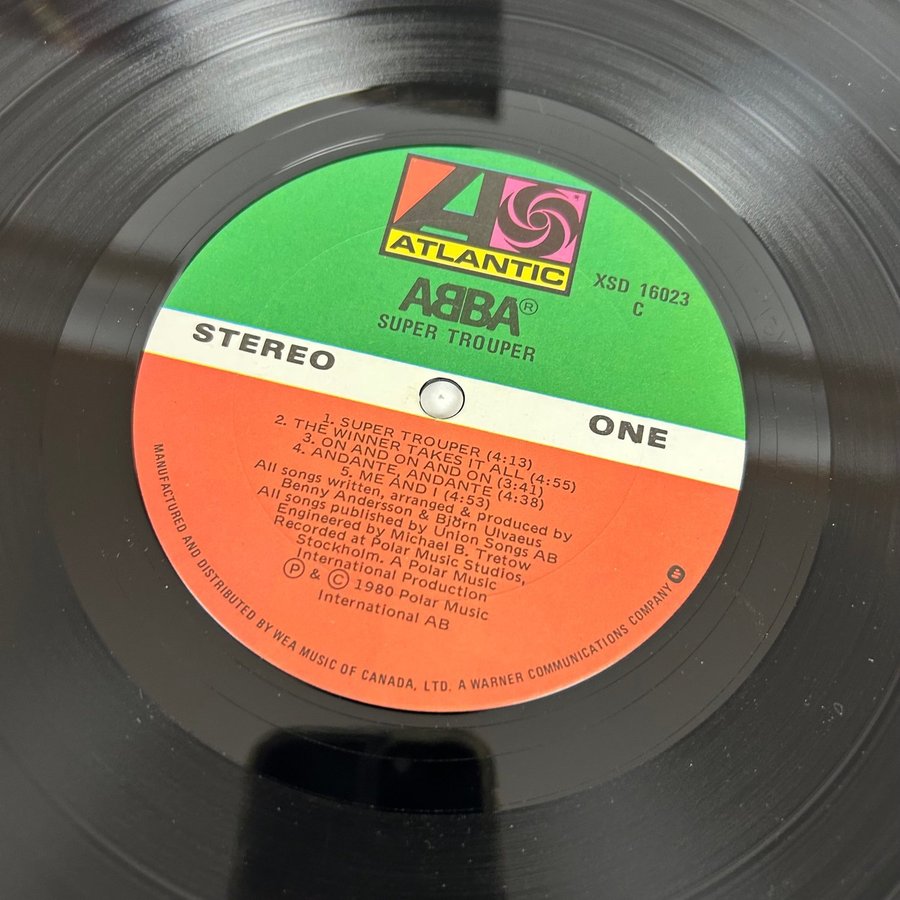 ATLANTIC
XSD 16023
C
ABBA®
SUPER TROUPER
STEREO
ONE
1. SUPER TROUPER (4:13)
2. THE WINNER TAKES IT ALL (4:55)
3. ON AND ON AND ON (3:41)
4. ANDANTE, ANDANTE (4:38)
5. ME AND I (4:53)
All songs written, arranged & produced by
Benny Andersson & Björn Ulvaeus
All songs published by Union Songs AB
Engineered by Michael B. Tretow
Recorded at Polar Music Studios,
Stockholm. A Polar Music
International Production
Ⓟ & © 1980 Polar Music
International AB
MANUFACTURED AND DISTRIBUTED BY WEA MUSIC OF CANADA, LTD. A WARNER COMMUNICATIONS COMPANY